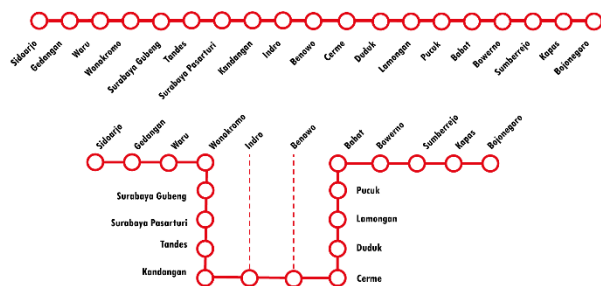 Sidoarjo
Gedangan
Waru
Wonokromo
Surabaya Gubeng
Tandes
Surabaya Pasarturi
Kandangan
Indro
Benowo
Cerme
Duduk
Lamongan
Pucuk
Babat
Bowerno
Sumberrejo
Kapas
Bojonegoro
Sidoarjo
Gedangan
Waru
Wonokromo
Indro
Benowo
Babat
Bowerno
Sumberrejo
Kapas
Bojonegoro
Surabaya Gubeng
Pucuk
Surabaya Pasarturi
Lamongan
Tandes
Duduk
Kandangan
Cerme